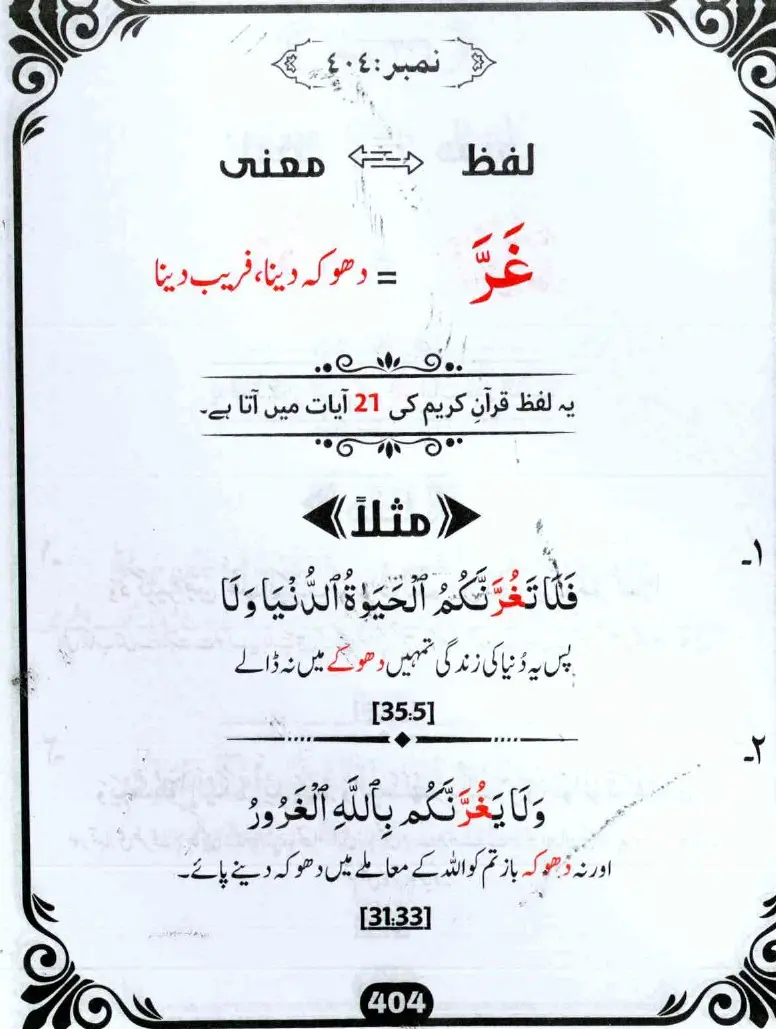 نمبر:٤٠٤
لفظ معنی
غَرَّ = دھوکہ دینا، فریب دینا
یہ لفظ قرآنِ کریم کی 21 آیات میں آتا ہے۔
مثلاً
١۔
فَلَا تَغُرَّنَّكُمُ ٱلْحَيَوٰةُ ٱلدُّنْيَا وَلَا
پس یہ دُنیا کی زندگی تمہیں دھوکے میں نہ ڈالے
[35:5]
٢۔
وَلَا يَغُرَّنَّكُم بِٱللَّهِ ٱلْغَرُورُ
اور نہ دھوکہ باز تم کو اللہ کے معاملے میں دھوکہ دینے پائے۔
[31:33]
404